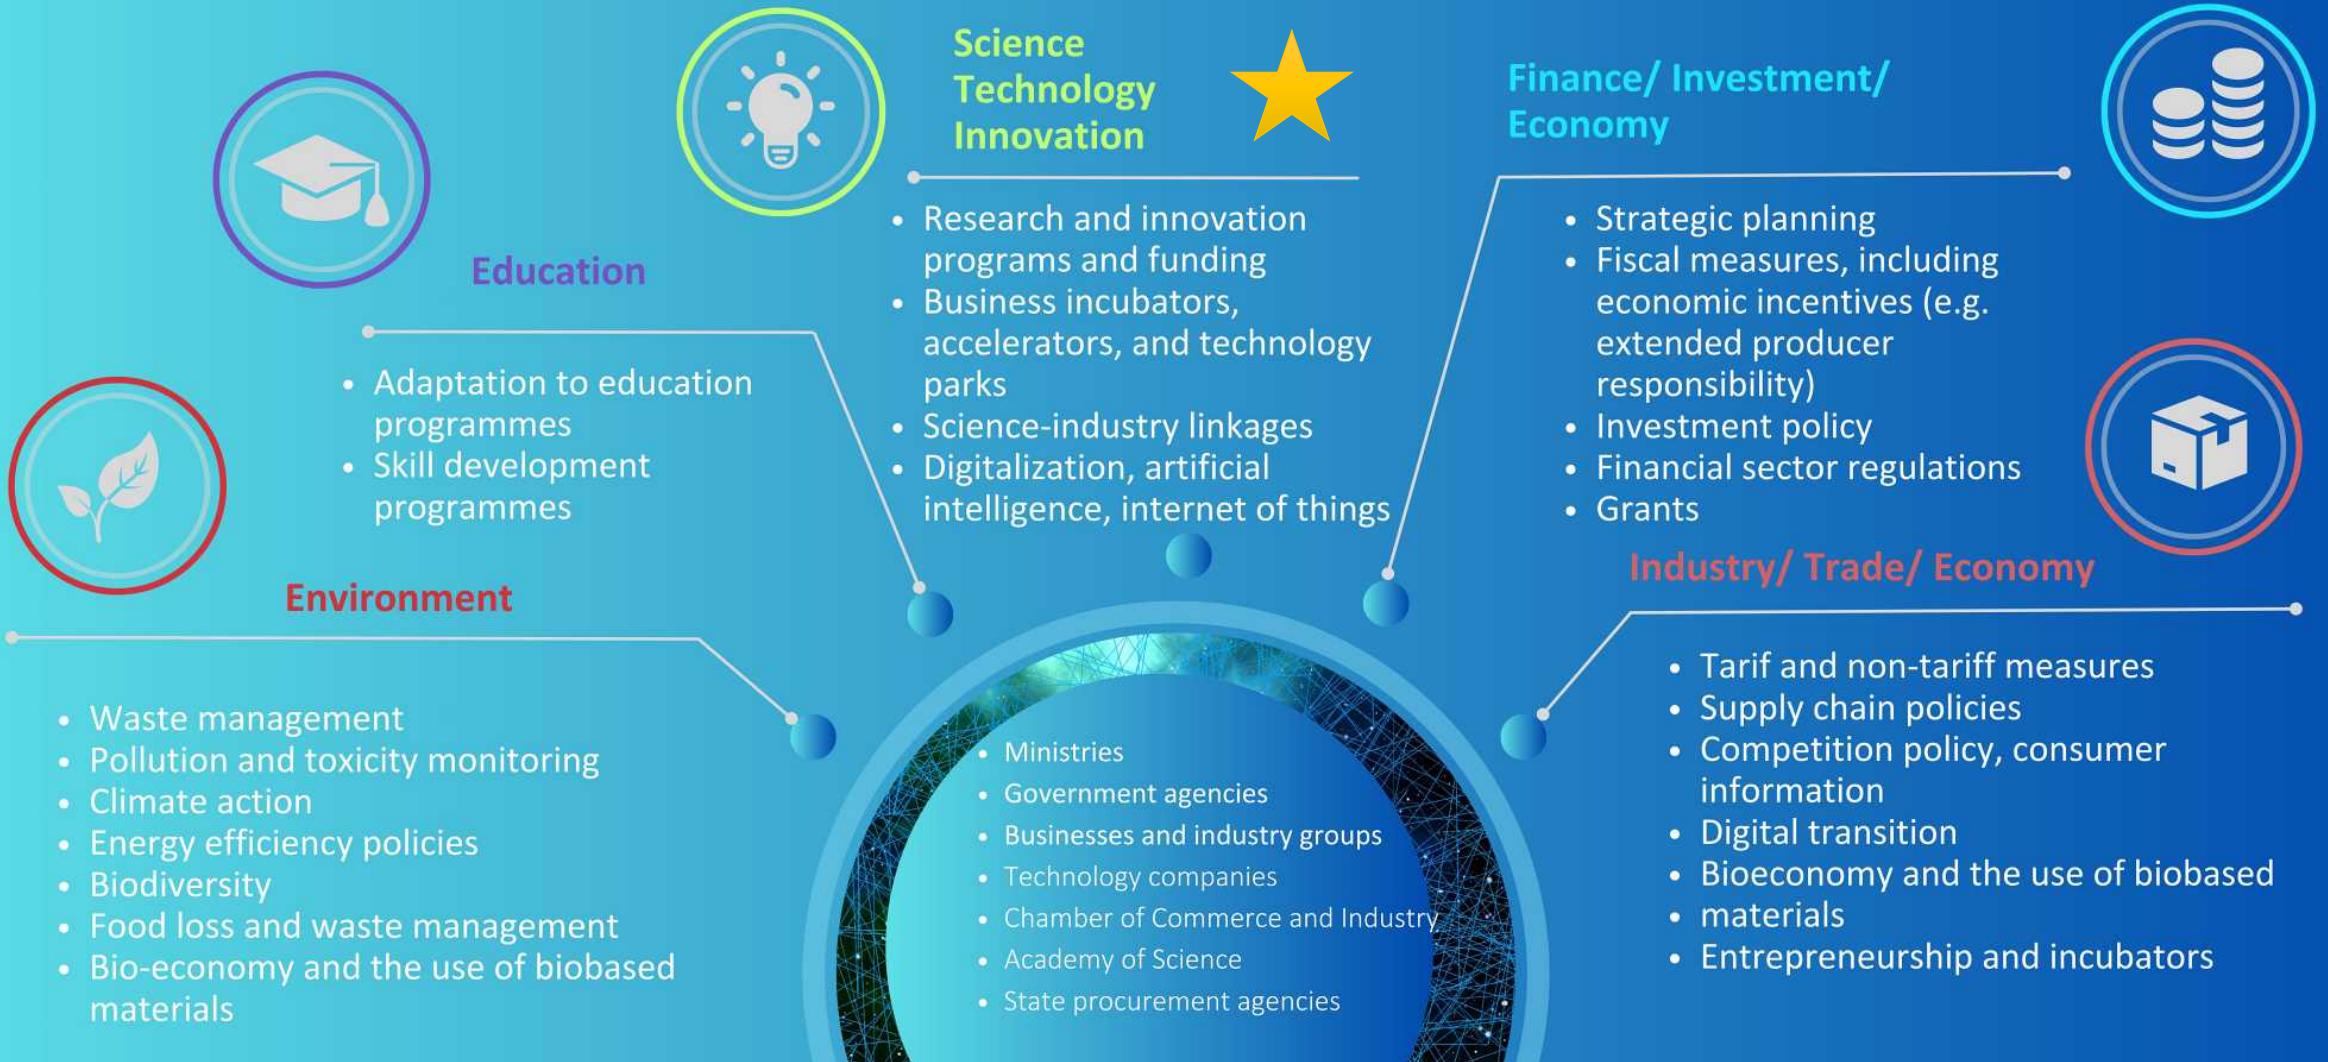 Science
Technology
Innovation
Finance/ Investment/
Economy
Education
• Research and innovation
programs and funding
• Business incubators,
accelerators, and technology
parks
• Science-industry linkages
• Digitalization, artificial
intelligence, internet of things
• Strategic planning
• Fiscal measures, including
economic incentives (e.g.
extended producer
responsibility)
• Investment policy
• Financial sector regulations
• Grants
• Adaptation to education
programmes
• Skill development
programmes
Environment
Industry/ Trade/ Economy
• Waste management
• Pollution and toxicity monitoring
• Climate action
• Energy efficiency policies
• Biodiversity
• Food loss and waste management
• Bio-economy and the use of biobased
materials
• Ministries
• Government agencies
• Businesses and industry groups
• Technology companies
• Chamber of Commerce and Industry
• Academy of Science
• State procurement agencies
• Tarif and non-tariff measures
• Supply chain policies
• Competition policy, consumer
information
• Digital transition
• Bioeconomy and the use of biobased
• materials
• Entrepreneurship and incubators